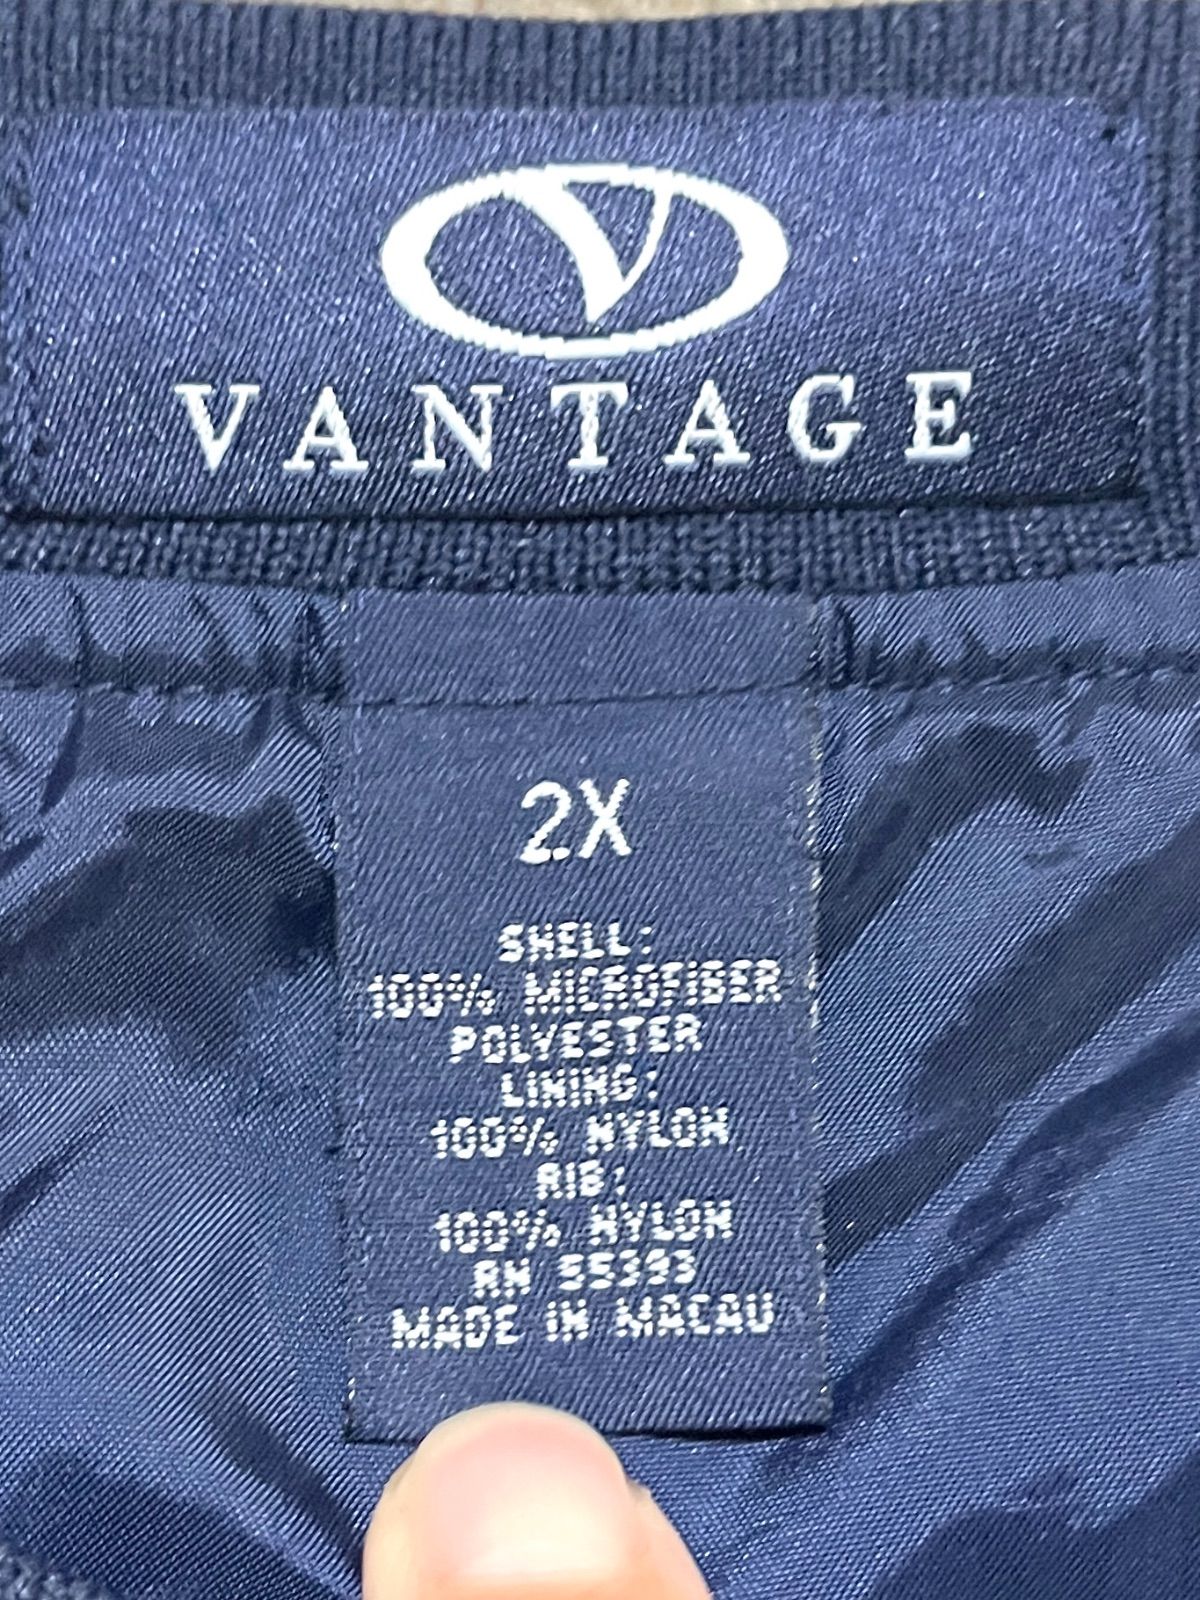 V
VANTAGE
2X
SHELL:
100% MICROFIBER
POLYESTER
LINING:
100% NYLON
RIB:
100% NYLON
RN 55393
MADE IN MACAU